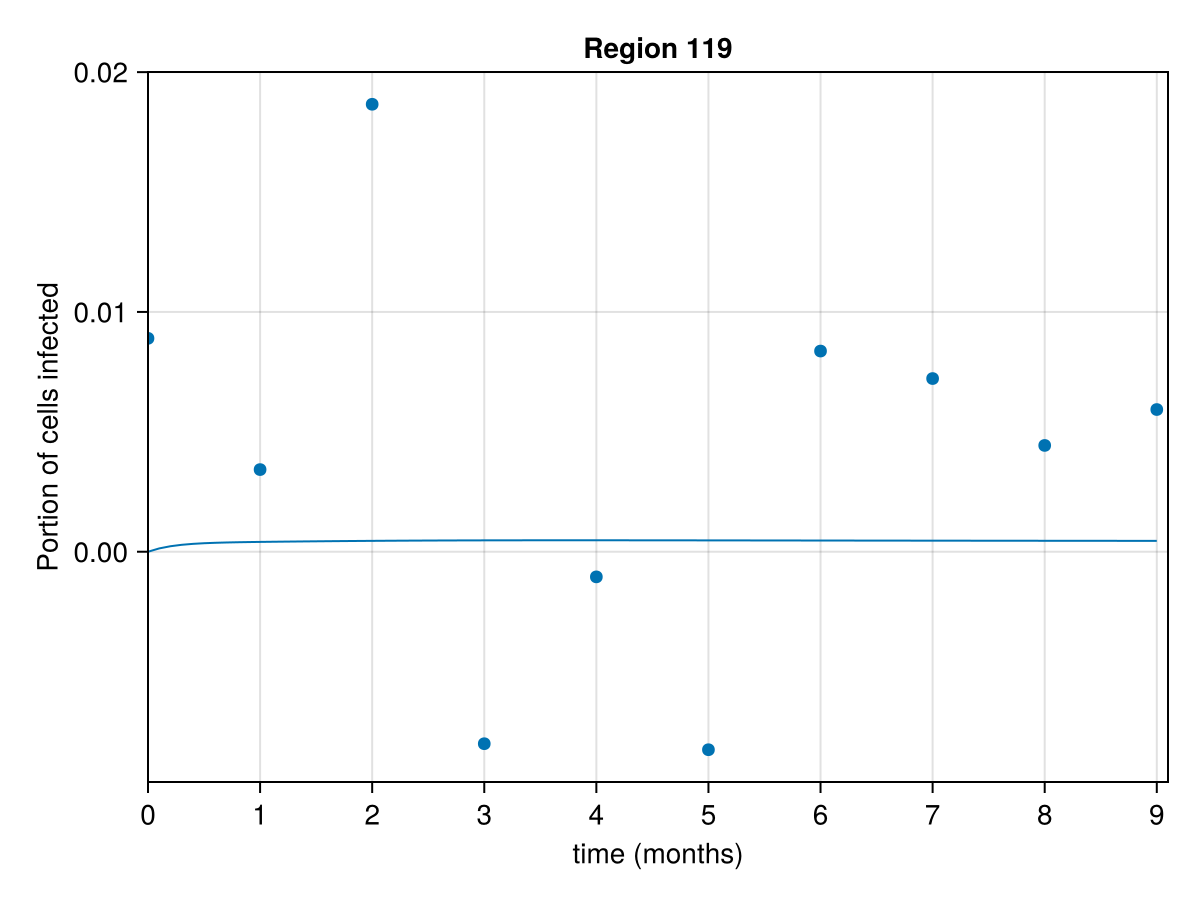 Region 119
0.02
0.01
0.00
Portion of cells infected
0 1 2 3 4 5 6 7 8 9
time (months)